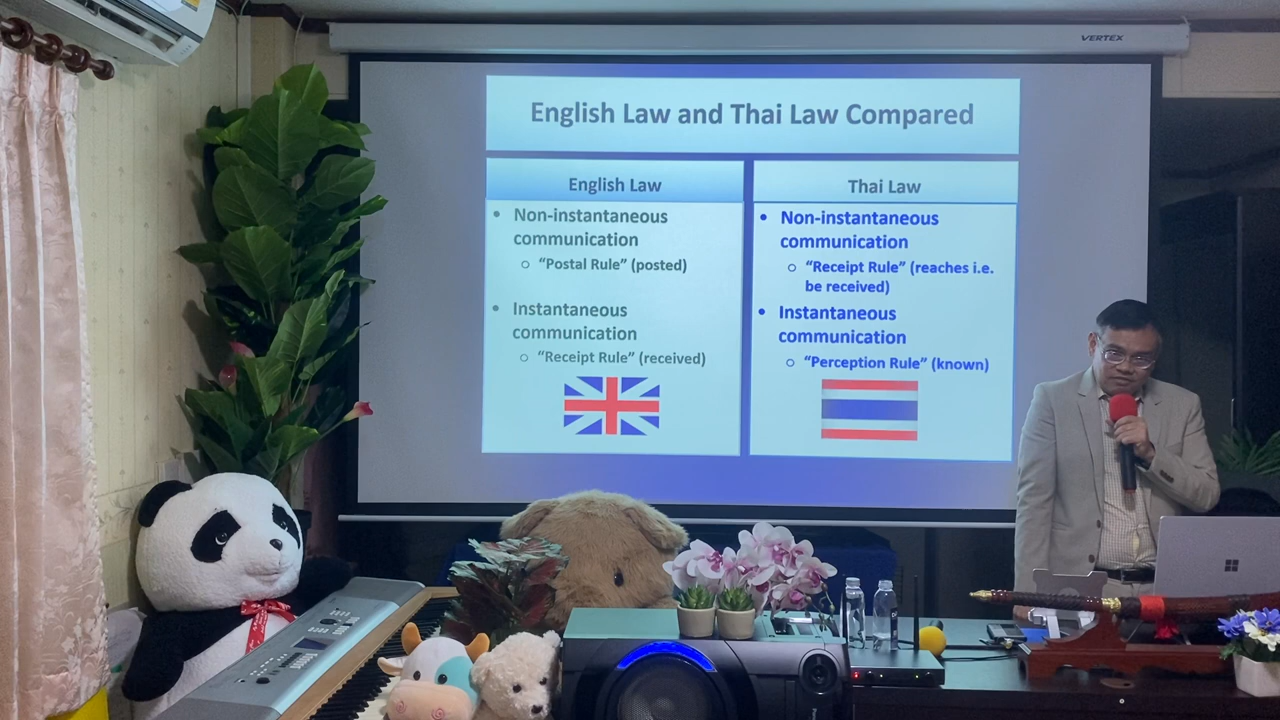 VERTEX
English Law and Thai Law Compared
English Law
• Non-instantaneous
communication
○ “Postal Rule” (posted)
• Instantaneous
communication
○ “Receipt Rule” (received)
Thai Law
• Non-instantaneous
communication
○ “Receipt Rule” (reaches i.e.
be received)
• Instantaneous
communication
○ “Perception Rule” (known)